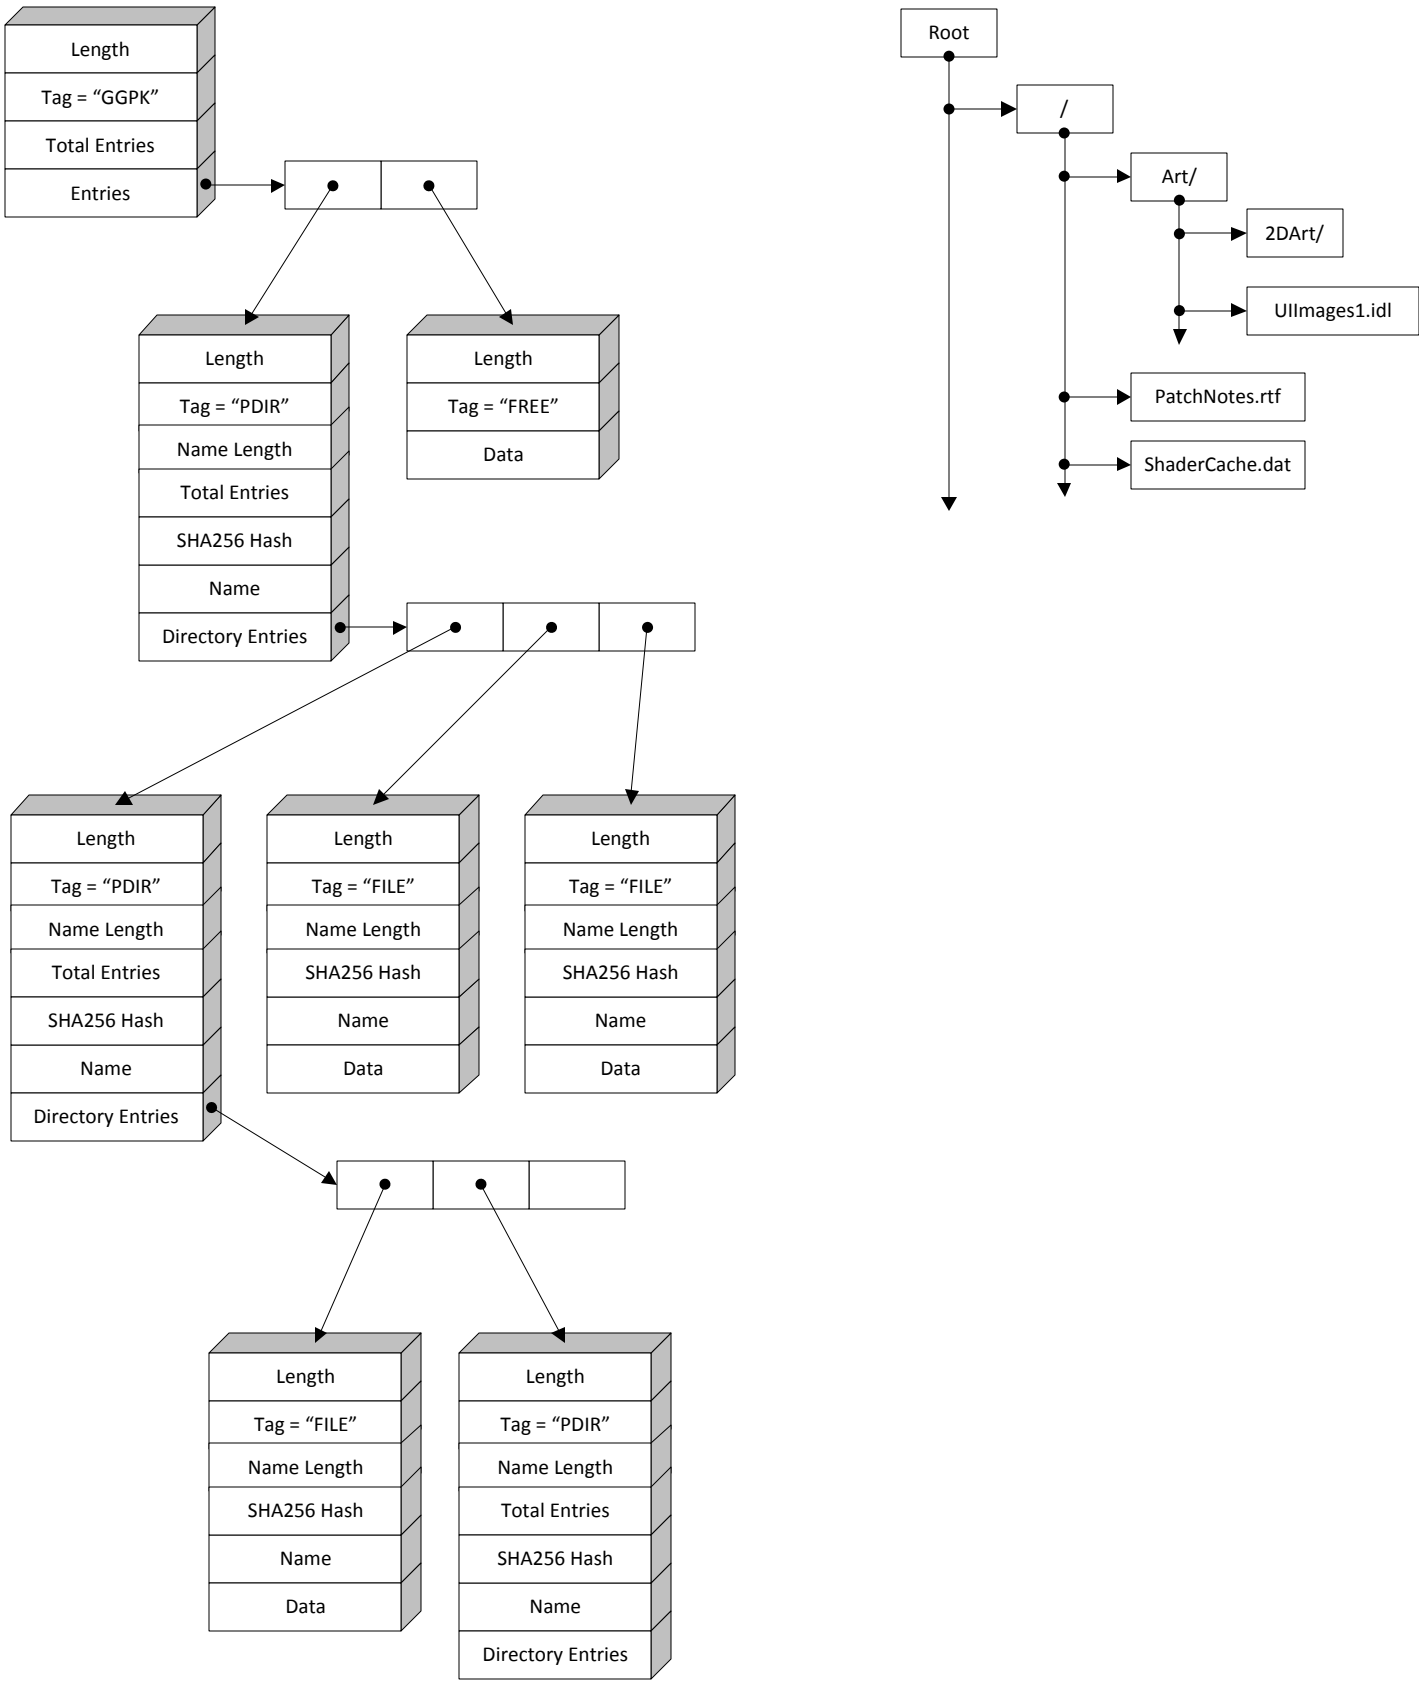 Length
Tag = “GGPK”
Total Entries
Entries
Length
Tag = “PDIR”
Name Length
Total Entries
SHA256 Hash
Name
Directory Entries
Length
Tag = “FREE”
Data
Length
Tag = “PDIR”
Name Length
Total Entries
SHA256 Hash
Name
Directory Entries
Length
Tag = “FILE”
Name Length
SHA256 Hash
Name
Data
Length
Tag = “FILE”
Name Length
SHA256 Hash
Name
Data
Length
Tag = “FILE”
Name Length
SHA256 Hash
Name
Data
Length
Tag = “PDIR”
Name Length
Total Entries
SHA256 Hash
Name
Directory Entries
Root
/
Art/
2DArt/
UIImages1.idl
PatchNotes.rtf
ShaderCache.dat